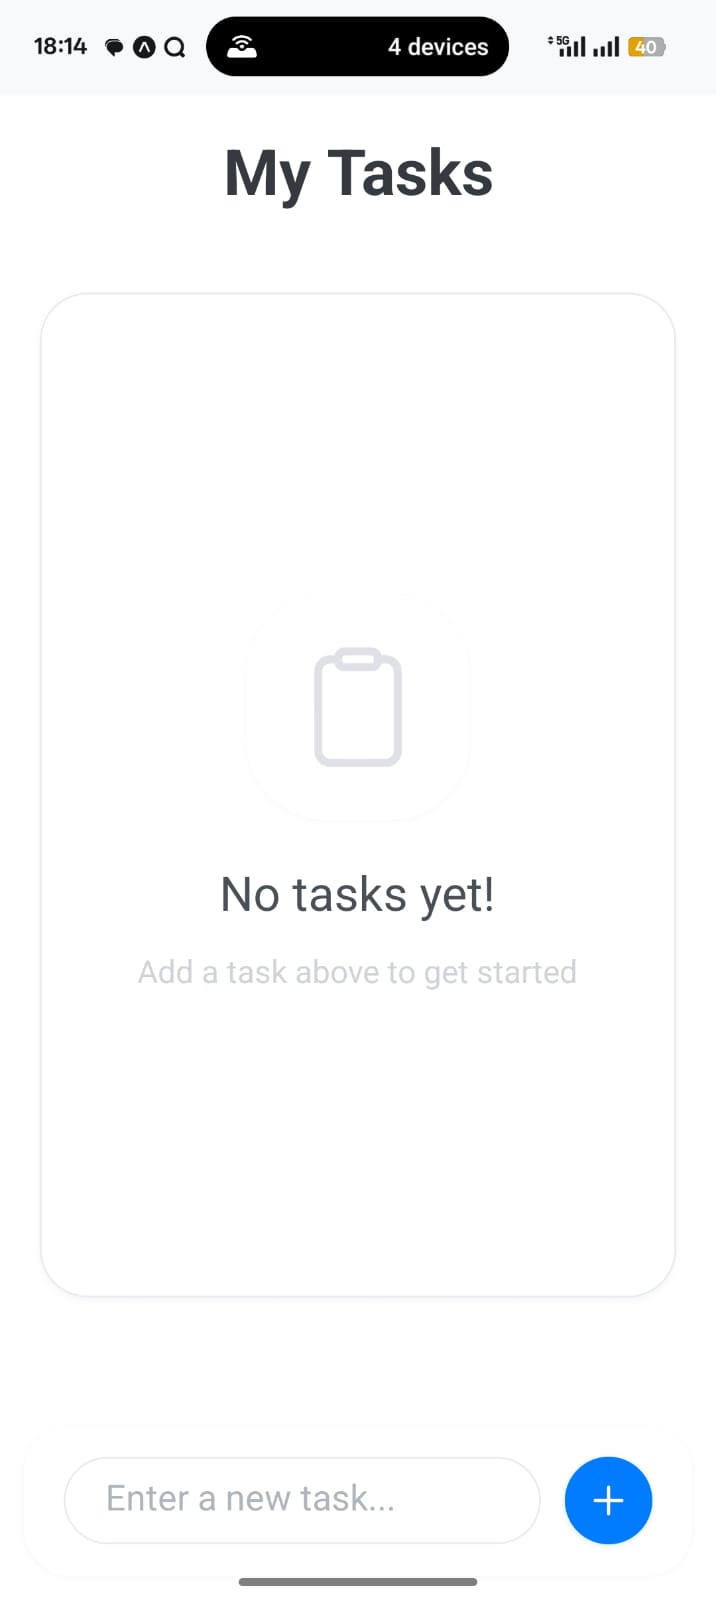 18:14
4 devices
5G
40
My Tasks
No tasks yet!
Add a task above to get started
Enter a new task...